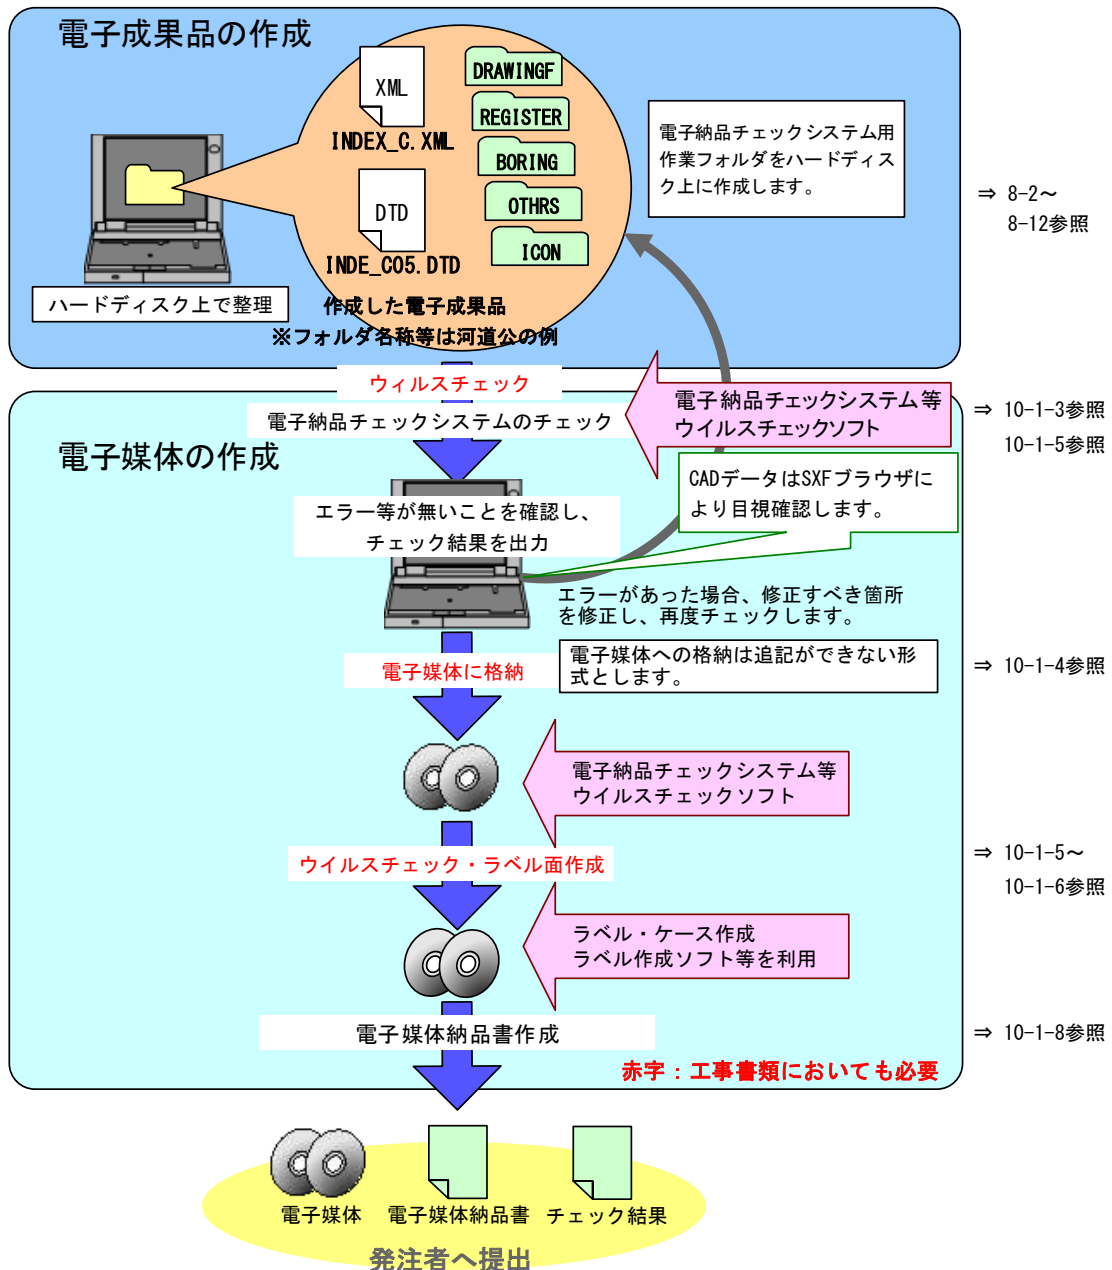 電子成果品の作成
XML
INDEX_C.XML
DTD
INDE_C05.DTD
DRAWINGF
REGISTER
BORING
OTHRS
ICON
ハードディスク上で整理
作成した電子成果品
※フォルダ名称等は河道公の例
電子納品チェックシステム用
作業フォルダをハードディス
ク上に作成します。
⇒ 8-2～
8-12参照
ウィルスチェック
電子納品チェックシステムのチェック
電子納品チェックシステム等
ウイルスチェックソフト
⇒ 10-1-3参照
10-1-5参照
電子媒体の作成
CADデータはSXFブラウザに
より目視確認します。
エラー等が無いことを確認し、
チェック結果を出力
エラーがあった場合、修正すべき箇所
を修正し、再度チェックします。
電子媒体に格納
電子媒体への格納は追記ができない形
式とします。
⇒ 10-1-4参照
電子納品チェックシステム等
ウイルスチェックソフト
ウイルスチェック・ラベル面作成
⇒ 10-1-5～
10-1-6参照
ラベル・ケース作成
ラベル作成ソフト等を利用
電子媒体納品書作成
⇒ 10-1-8参照
赤字：工事書類においても必要
電子媒体
電子媒体納品書
チェック結果
発注者へ提出